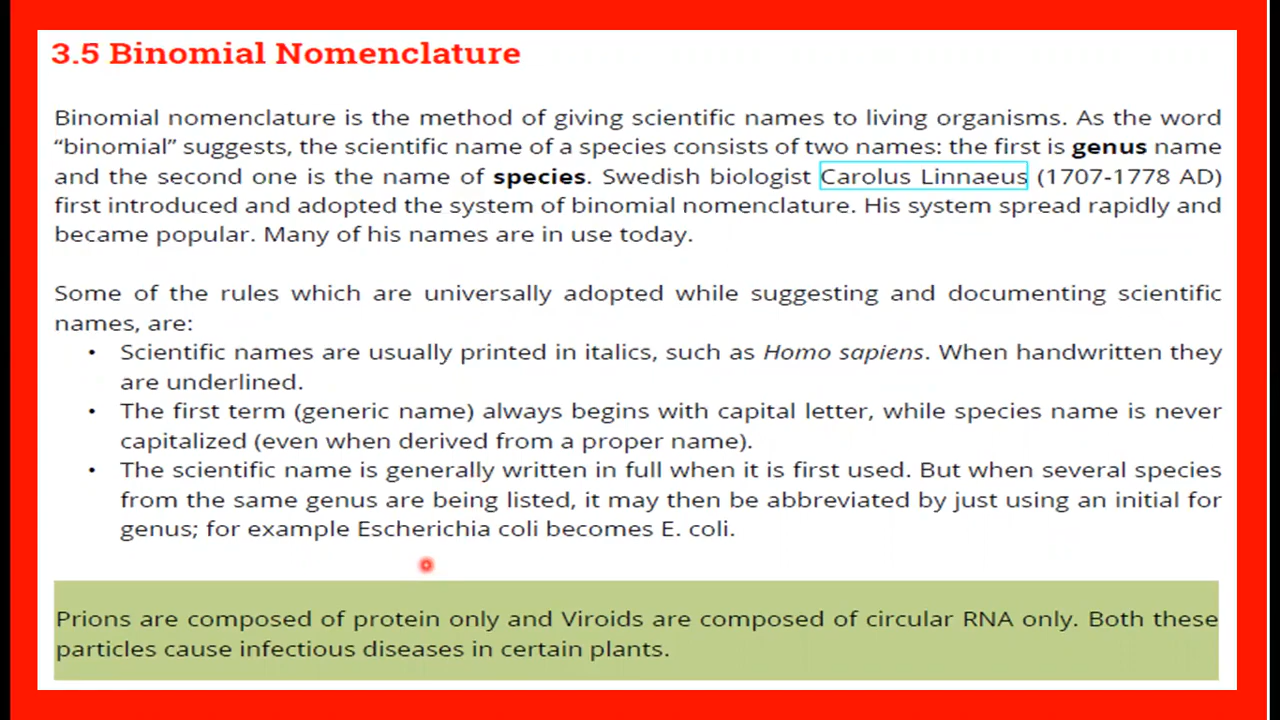 3.5 Binomial Nomenclature
Binomial nomenclature is the method of giving scientific names to living organisms. As the word
“binomial” suggests, the scientific name of a species consists of two names: the first is genus name
and the second one is the name of species. Swedish biologist Carolus Linnaeus (1707-1778 AD)
first introduced and adopted the system of binomial nomenclature. His system spread rapidly and
became popular. Many of his names are in use today.
Some of the rules which are universally adopted while suggesting and documenting scientific
names, are:
• Scientific names are usually printed in italics, such as Homo sapiens. When handwritten they
are underlined.
• The first term (generic name) always begins with capital letter, while species name is never
capitalized (even when derived from a proper name).
• The scientific name is generally written in full when it is first used. But when several species
from the same genus are being listed, it may then be abbreviated by just using an initial for
genus; for example Escherichia coli becomes E. coli.
Prions are composed of protein only and Viroids are composed of circular RNA only. Both these
particles cause infectious diseases in certain plants.